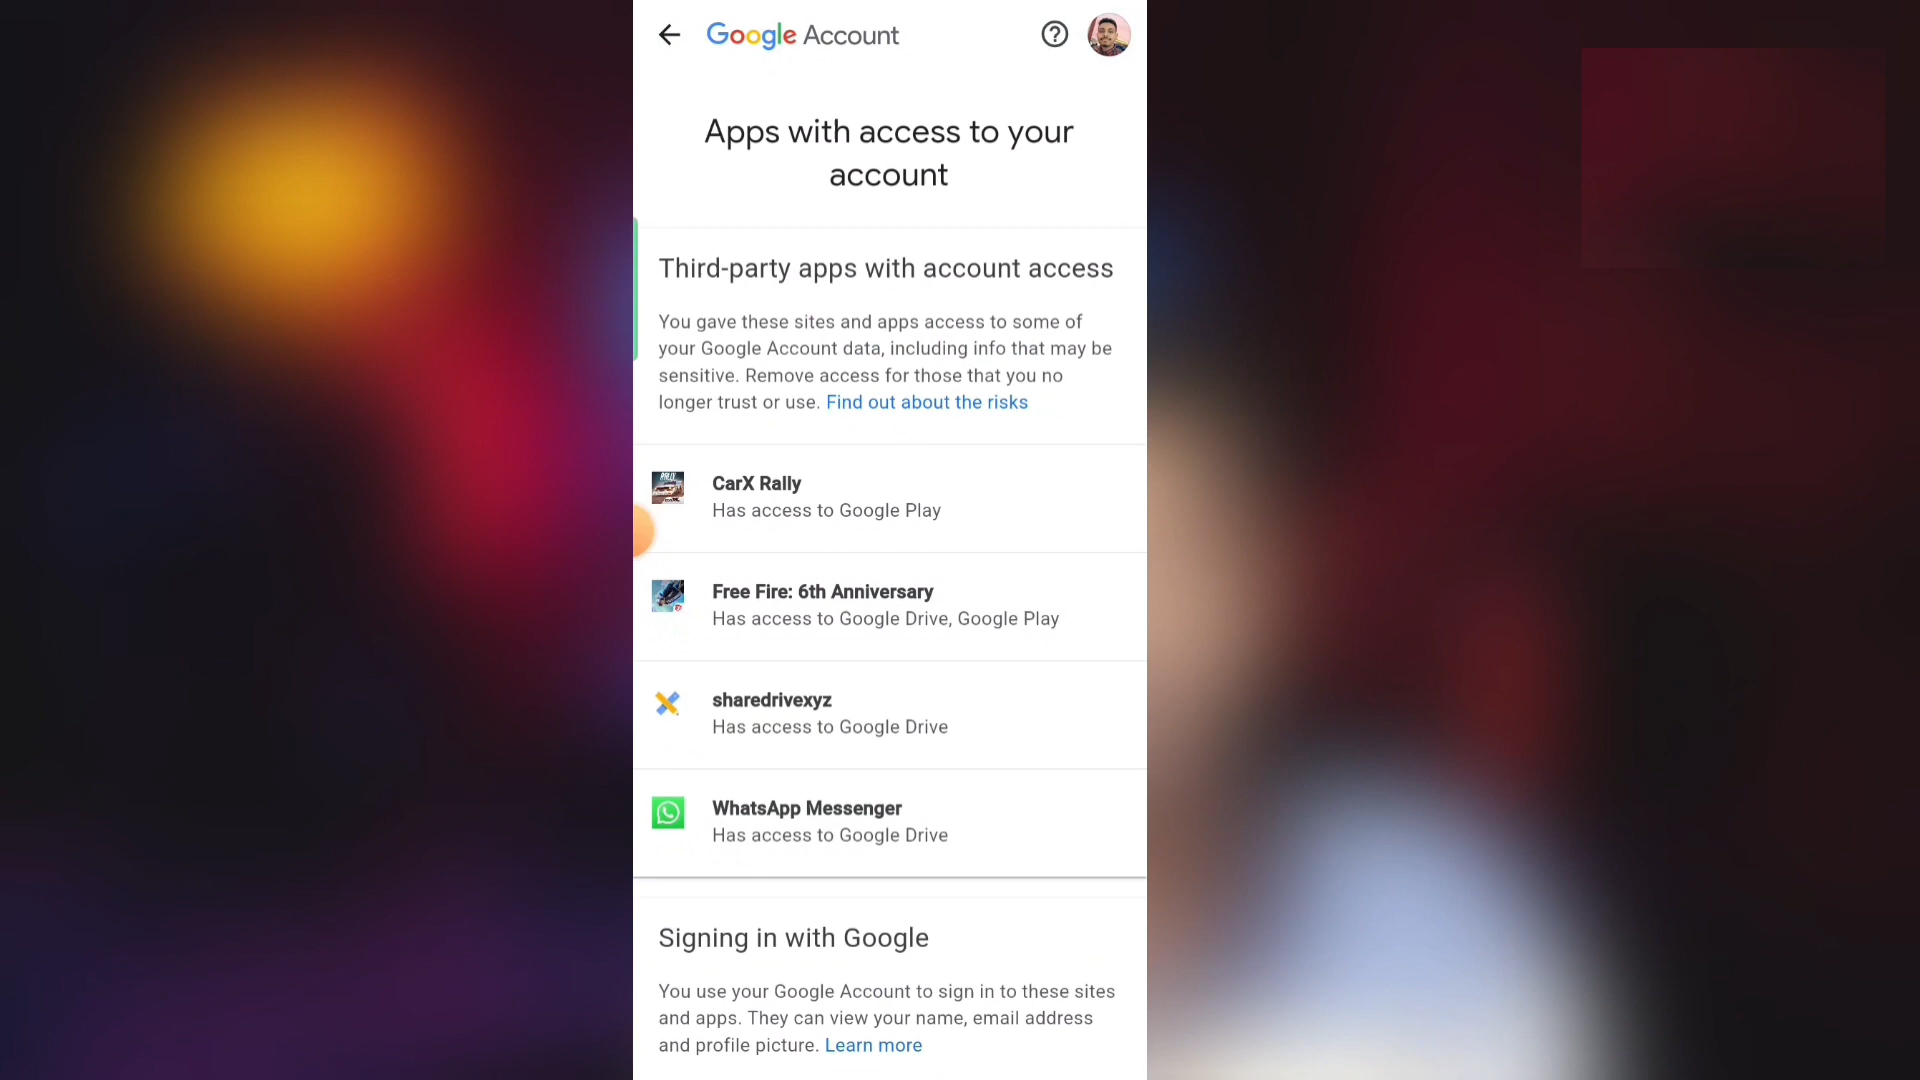 Google Account
Apps with access to your
account
Third-party apps with account access
You gave these sites and apps access to some of
your Google Account data, including info that may be
sensitive. Remove access for those that you no
longer trust or use. Find out about the risks
CarX Rally
Has access to Google Play
Free Fire: 6th Anniversary
Has access to Google Drive, Google Play
sharedrivexyz
Has access to Google Drive
WhatsApp Messenger
Has access to Google Drive
Signing in with Google
You use your Google Account to sign in to these sites
and apps. They can view your name, email address
and profile picture. Learn more